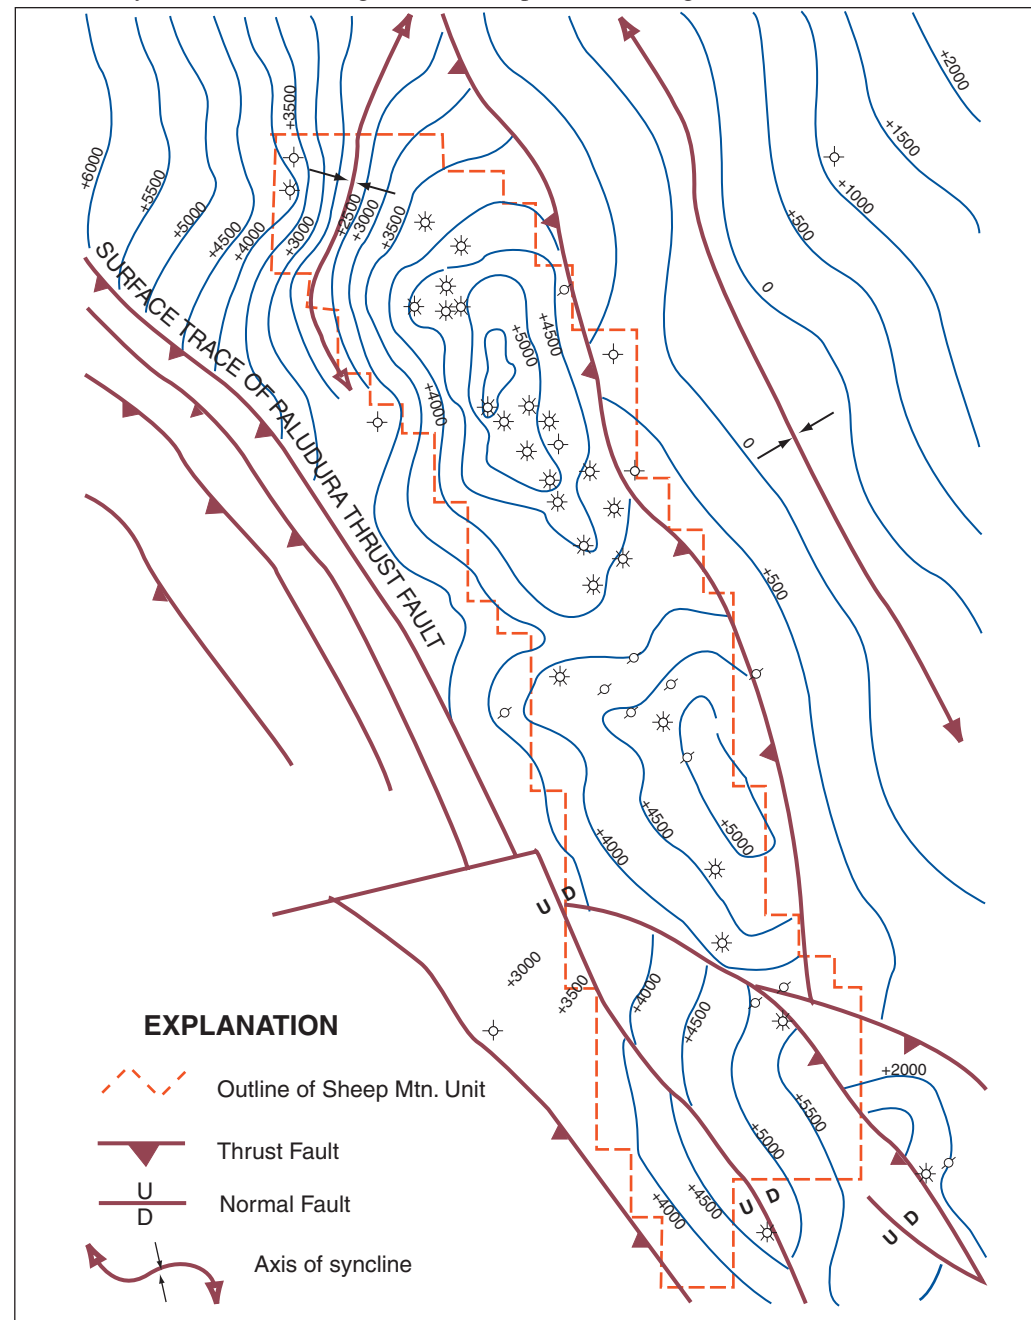 +6000
+5500
+5000
+4500
+4000
+3500
+3000
+2500
+3000
+3500
+4000
+5000
+4500
0
+500
+1000
+1500
+2000
0
+500
SURFACE TRACE OF PALUDURA THRUST FAULT
+4000
+4500
+5000
U D
+3000
+3500
+4000
+4500
+2000
+5500
+5000
+4500
+4000
U D
U D
EXPLANATION
Outline of Sheep Mtn. Unit
Thrust Fault
U
D
Normal Fault
Axis of syncline